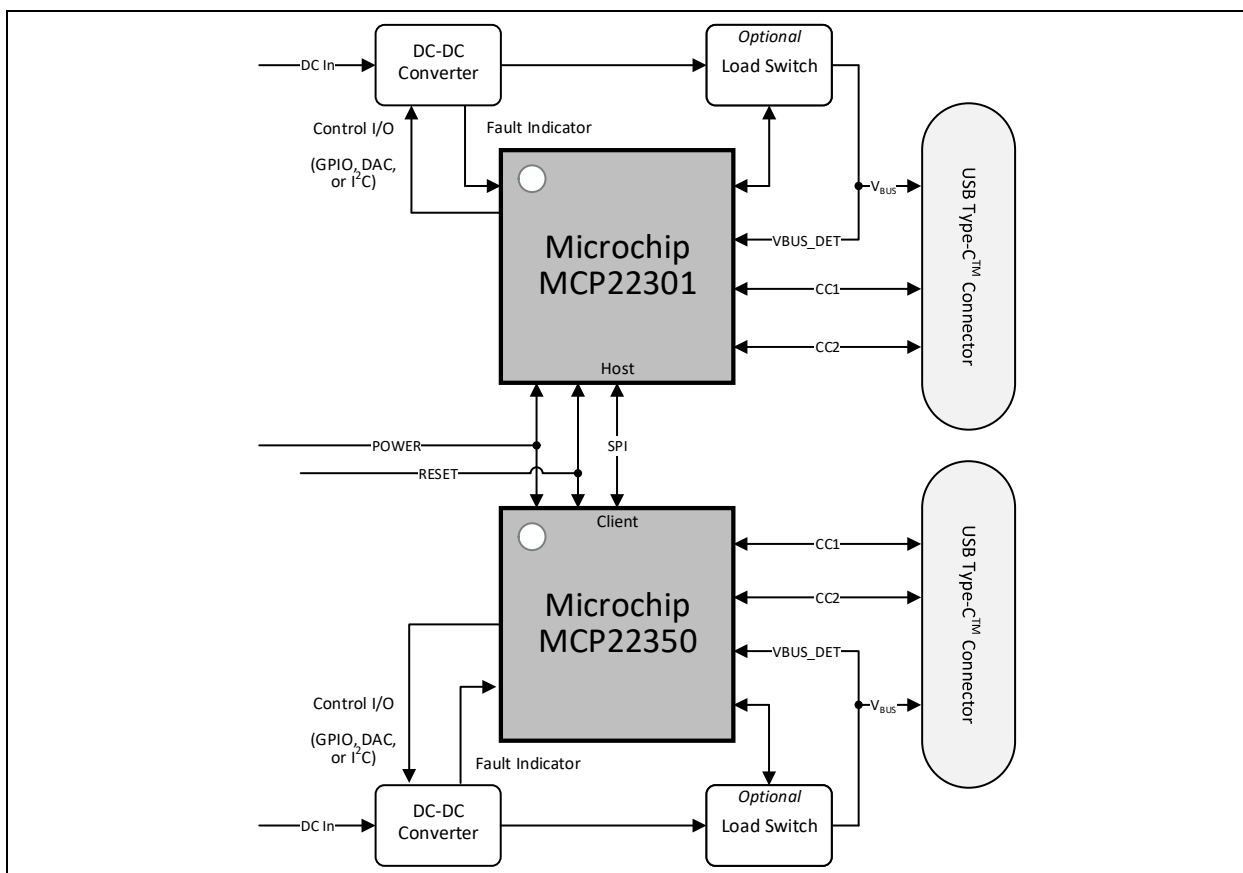 Optional
DC-DC
Converter
Load Switch
DC In
Control I/O
(GPIO, DAC,
or I²C)
Fault Indicator
V_BUS
VBUS_DET
Microchip
MCP22301
CC1
CC2
Host
USB Type-C™ Connector
POWER
SPI
RESET
Client
CC1
CC2
Microchip
MCP22350
VBUS_DET
Control I/O
(GPIO, DAC,
or I²C)
V_BUS
Fault Indicator
USB Type-C™ Connector
Optional
DC-DC
Converter
Load Switch
DC In